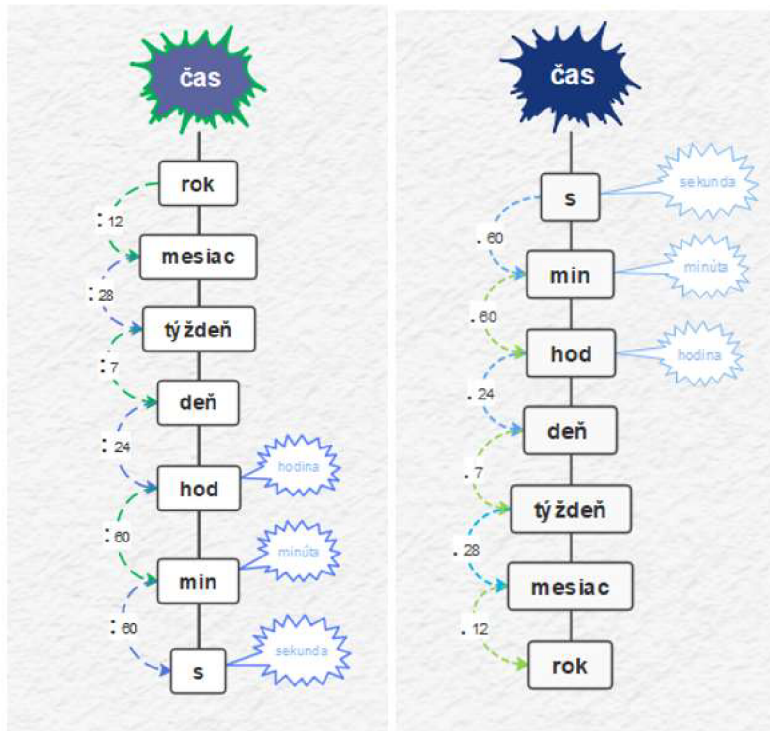 čas
rok
:12
mesiac
:28
týždeň
:7
deň
:24
hod
hodina
:60
min
minúta
:60
s
sekunda
čas
s
sekunda
.60
min
minúta
.60
hod
hodina
.24
deň
.7
týždeň
.28
mesiac
.12
rok